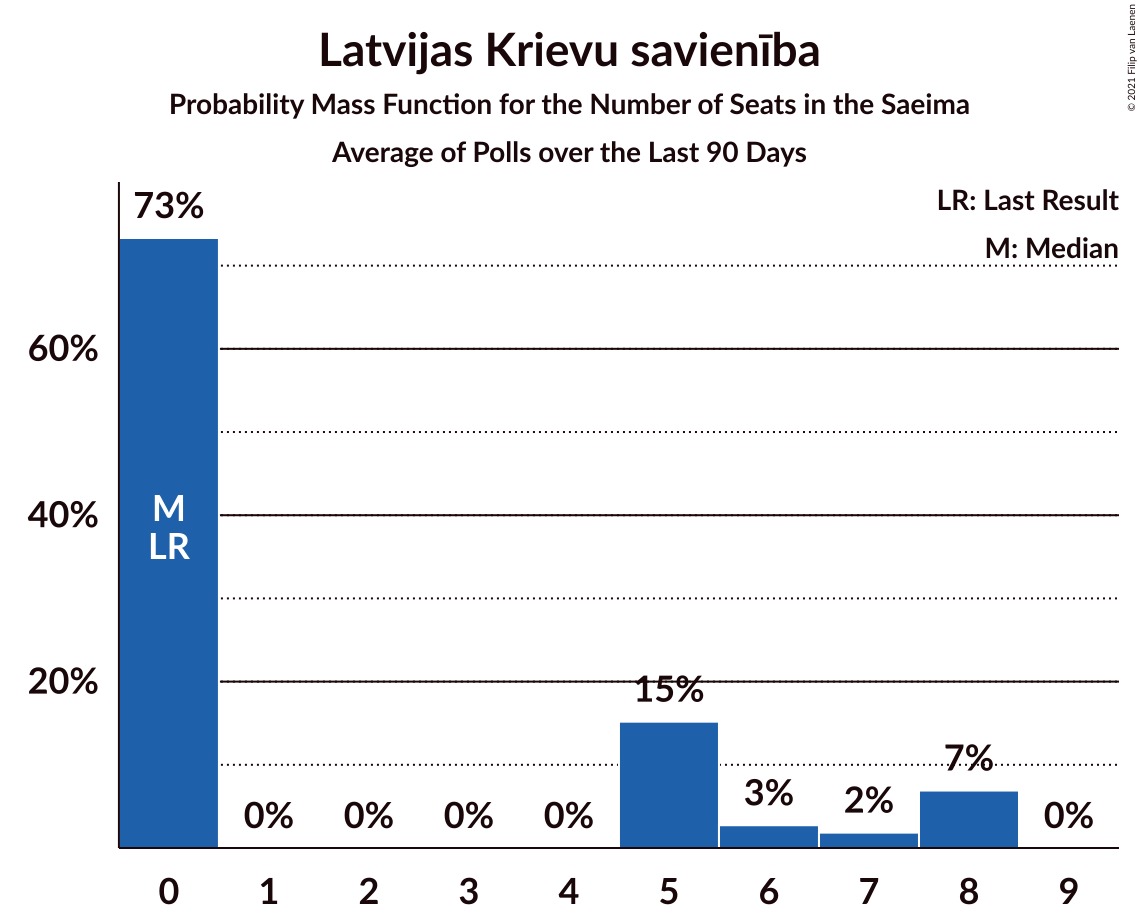 Latvijas Krievu savienība
Probability Mass Function for the Number of Seats in the Saeima
Average of Polls over the Last 90 Days
© 2021 Filip van Laenen
LR: Last Result
M: Median
73%
60%
40%
20%
M
LR
0%
0%
0%
0%
15%
3%
2%
7%
0%
0
1
2
3
4
5
6
7
8
9